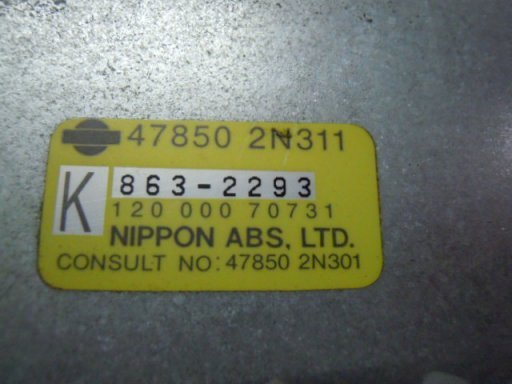 47850 2N311
K 863-2293
120 000 70731
NIPPON ABS, LTD.
CONSULT NO: 47850 2N301